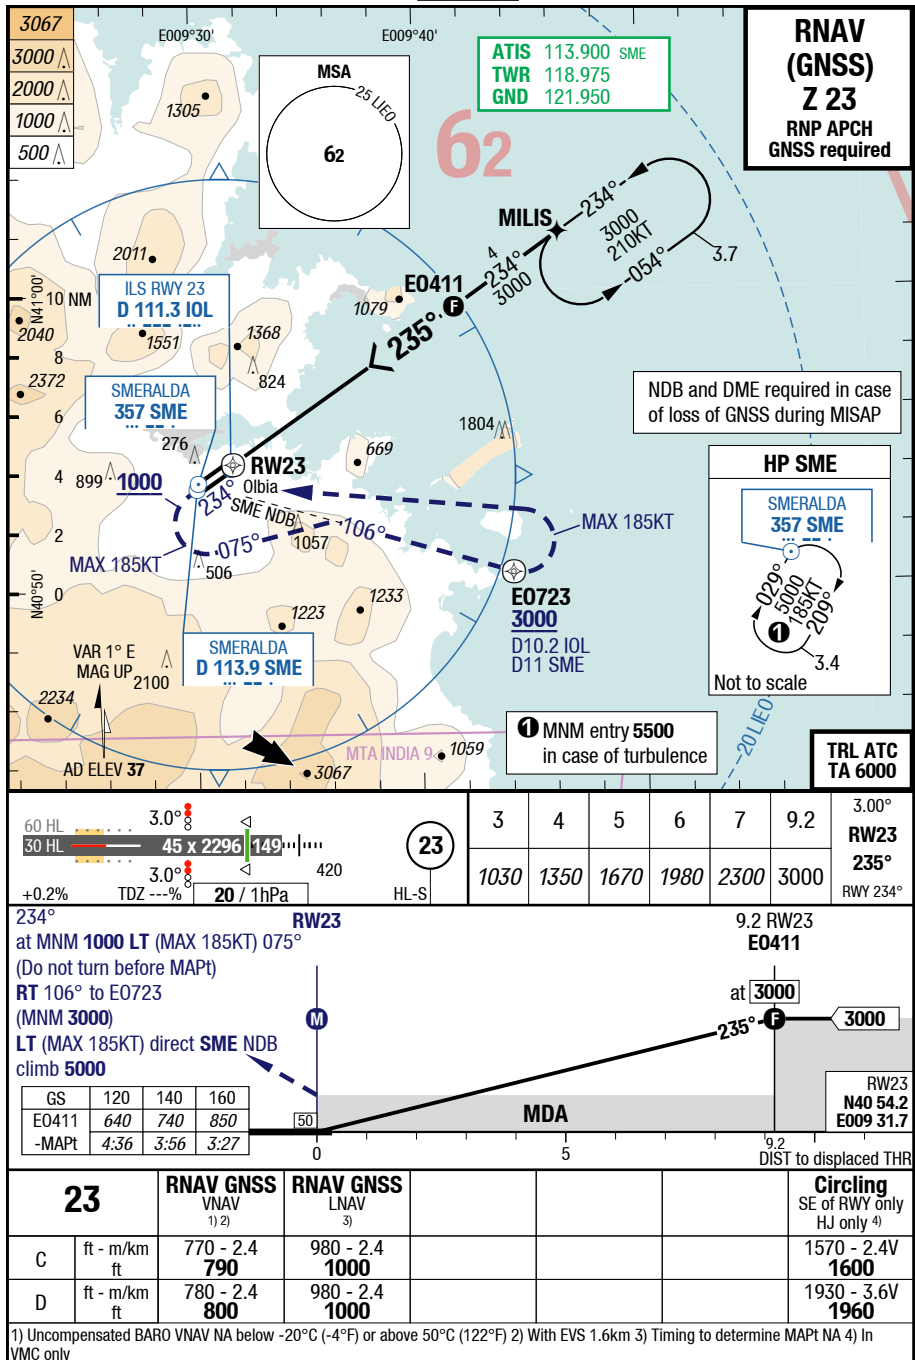 3067
3000
2000
1000
500
E009°30'
E009°40'
MSA
25 LIEO
62
ATIS 113.900 SME
TWR 118.975
GND 121.950
62
RNAV
(GNSS)
Z 23
RNP APCH
GNSS required
1305
2011
N41°00'
10 NM
8
6
4
2
0
N40°50'
ILS RWY 23
D 111.3 IOL
2040
1551
1368
824
2372
SMERALDA
357 SME
276
899
1000
RW23
Olbia
234°
SME NDB
669
1079
E0411
F
235°
4
234°
3000
MILIS
234°
3000
210KT
054°
3.7
1804
NDB and DME required in case
of loss of GNSS during MISAP
HP SME
SMERALDA
357 SME
029°
5000
185KT
209°
1
3.4
Not to scale
MAX 185KT
075°
106°
1057
506
MAX 185KT
E0723
3000
D10.2 IOL
D11 SME
1223
1233
SMERALDA
D 113.9 SME
VAR 1° E
MAG UP
2100
2234
AD ELEV 37
3067
MTA INDIA 9
1059
20 LIEO
1 MNM entry 5500
in case of turbulence
TRL ATC
TA 6000
60 HL
30 HL
3.0°
45 x 2296
149
3.0°
420
23
+0.2%
TDZ ---%
20 / 1hPa
HL-S
3 4 5 6 7 9.2
1030 1350 1670 1980 2300 3000
3.00°
RW23
235°
RWY 234°
234°
at MNM 1000 LT (MAX 185KT) 075°
(Do not turn before MAPt)
RT 106° to E0723
(MNM 3000)
LT (MAX 185KT) direct SME NDB
climb 5000
RW23
M
9.2 RW23
E0411
at 3000
235°
F
3000
GS 120 140 160
E0411 640 740 850
-MAPt 4:36 3:56 3:27
50
MDA
RW23
N40 54.2
E009 31.7
0
5
9.2
DIST to displaced THR
23
RNAV GNSS
VNAV
1) 2)
RNAV GNSS
LNAV
3)
Circling
SE of RWY only
HJ only 4)
C
ft - m/km
ft
770 - 2.4
790
980 - 2.4
1000
1570 - 2.4V
1600
D
ft - m/km
ft
780 - 2.4
800
980 - 2.4
1000
1930 - 3.6V
1960
1) Uncompensated BARO VNAV NA below -20°C (-4°F) or above 50°C (122°F) 2) With EVS 1.6km 3) Timing to determine MAPt NA 4) In
VMC only